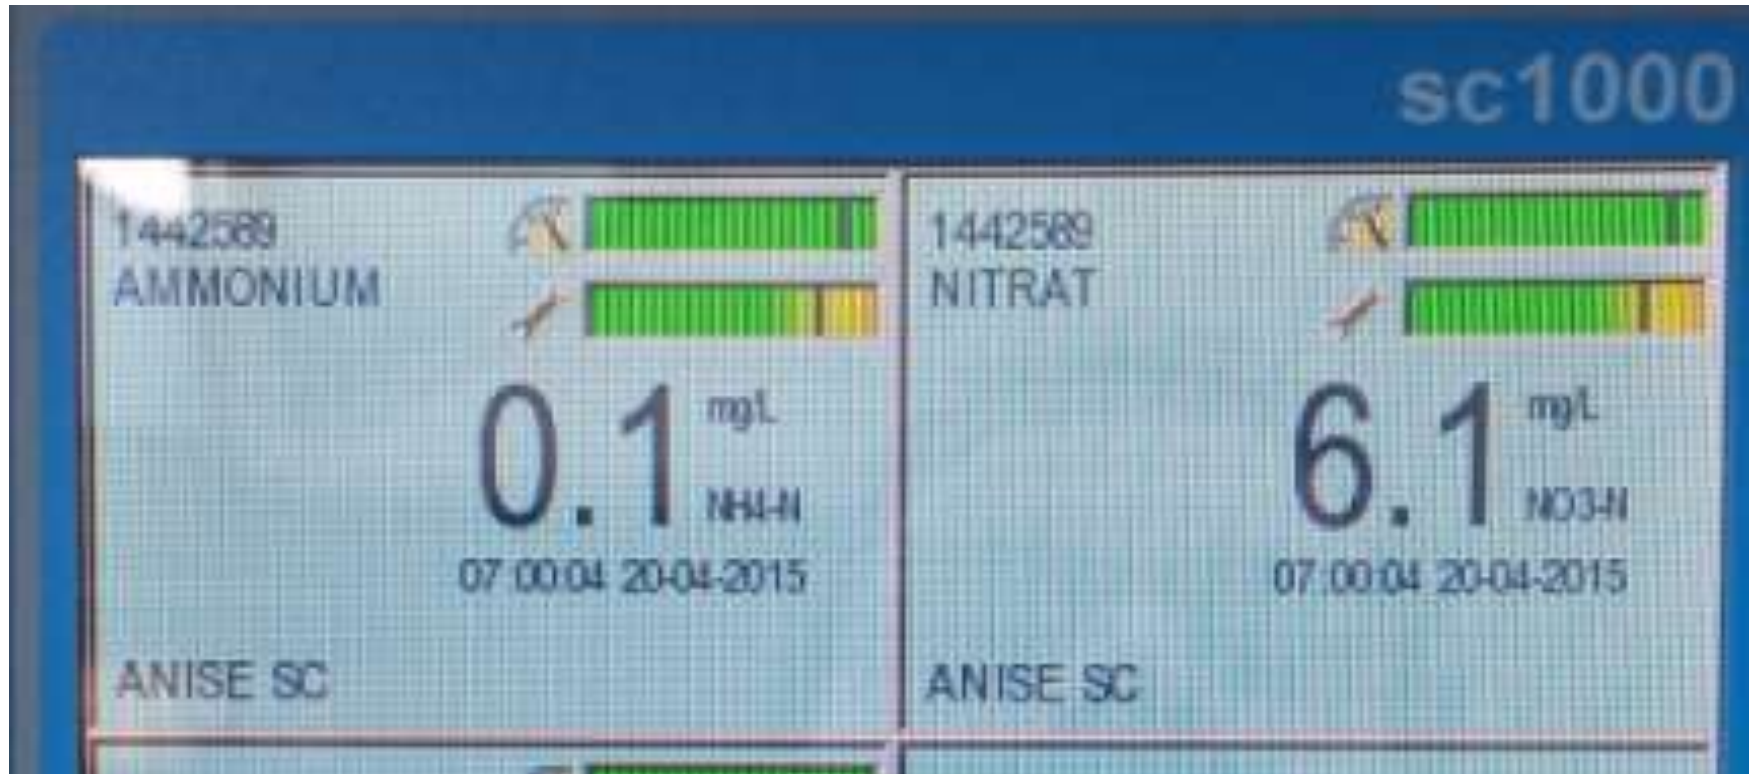 sc1000
1442589
AMMONIUM
0.1 mg/L
NH4-N
07:00:04 20-04-2015
ANISE SC
1442589
NITRAT
6.1 mg/L
NO3-N
07:00:04 20-04-2015
ANISE SC